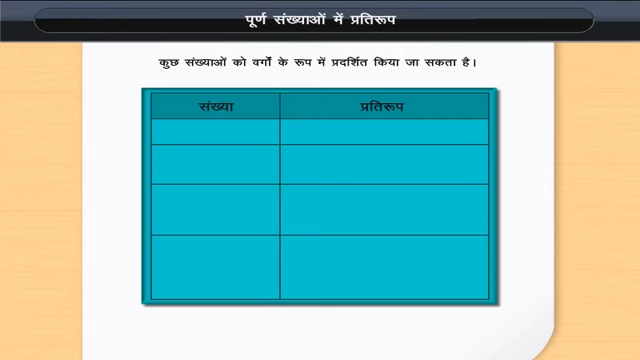 पूर्ण संख्याओं में प्रतिरूप
कुछ संख्याओं को वर्गों के रूप में प्रदर्शित किया जा सकता है।
संख्या प्रतिरूप